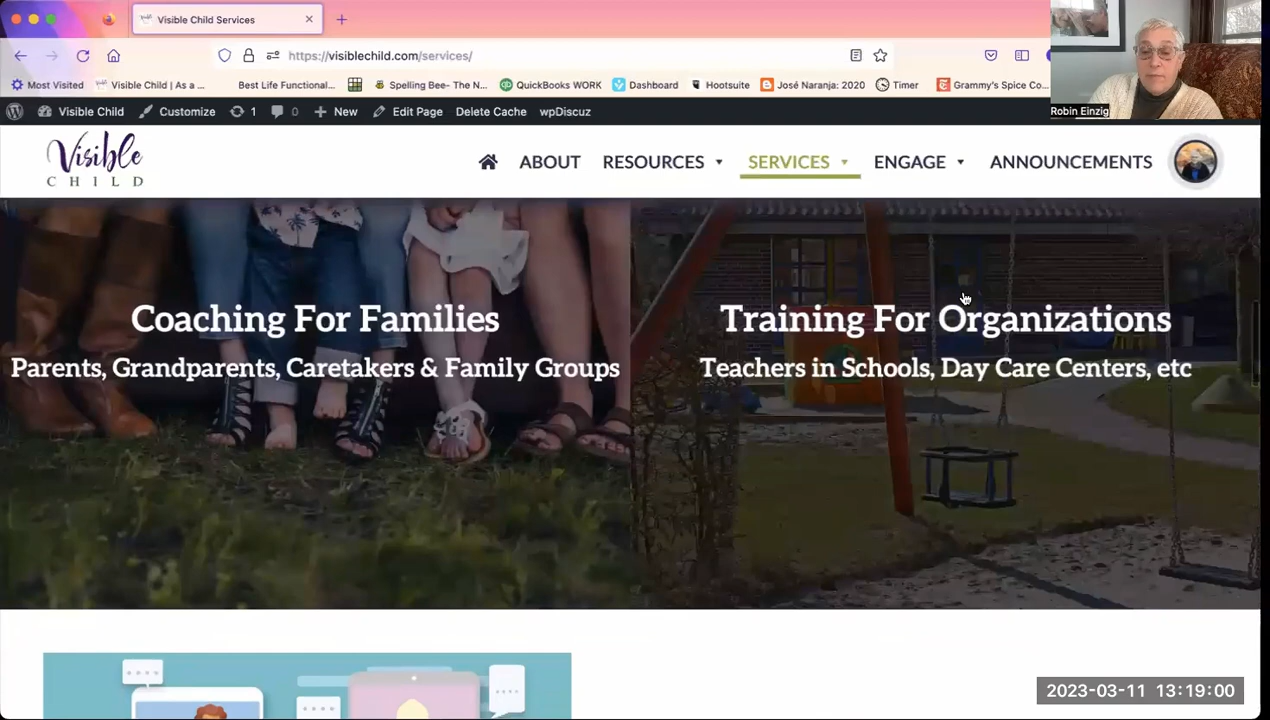 Visible Child Services
https://visiblechild.com/services/
Most Visited Visible Child | As a ... Best Life Functional... Spelling Bee- The N... QuickBooks WORK Dashboard Hootsuite José Naranja: 2020 Timer Grammy's Spice Co...
Robin Einzig
Visible Child Customize 1 0 New Edit Page Delete Cache wpDiscuz
Visible
CHILD
ABOUT RESOURCES SERVICES ENGAGE ANNOUNCEMENTS
Coaching For Families
Parents, Grandparents, Caretakers & Family Groups
Training For Organizations
Teachers in Schools, Day Care Centers, etc
2023-03-11 13:19:00